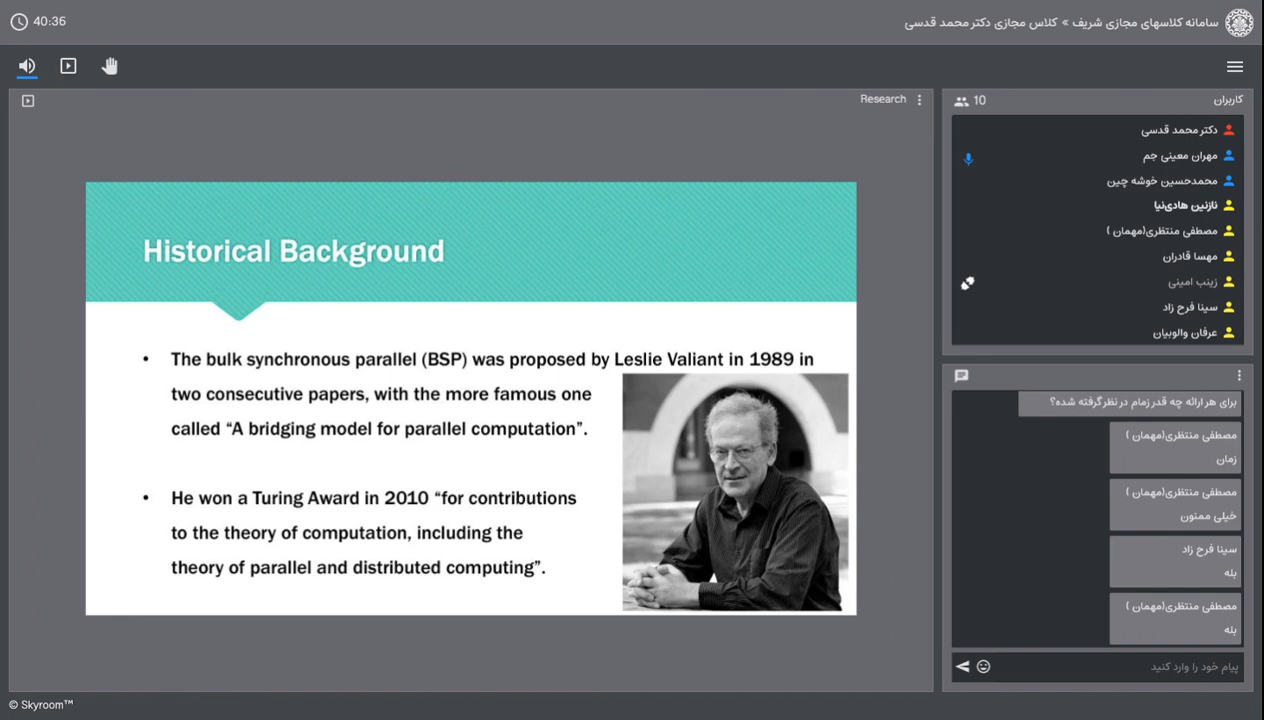 40:36
سامانه کلاسهای مجازی شریف » کلاس مجازی دکتر محمد قدسی
Research
Historical Background
• The bulk synchronous parallel (BSP) was proposed by Leslie Valiant in 1989 in
two consecutive papers, with the more famous one
called “A bridging model for parallel computation”.
• He won a Turing Award in 2010 “for contributions
to the theory of computation, including the
theory of parallel and distributed computing”.
کاربران
10
دکتر محمد قدسی
مهران معینی جم
محمدحسین خوشه چین
نازنین هادی‌نیا
مصطفی منتظری(مهمان )
مهسا قادران
زینب امینی
سینا فرح زاد
عرفان والوبیان
برای هر ارائه چه قدر زمام در نظر گرفته شده؟
مصطفی منتظری(مهمان )
زمان
مصطفی منتظری(مهمان )
خیلی ممنون
سینا فرح زاد
بله
مصطفی منتظری(مهمان )
بله
پیام خود را وارد کنید
© Skyroom™